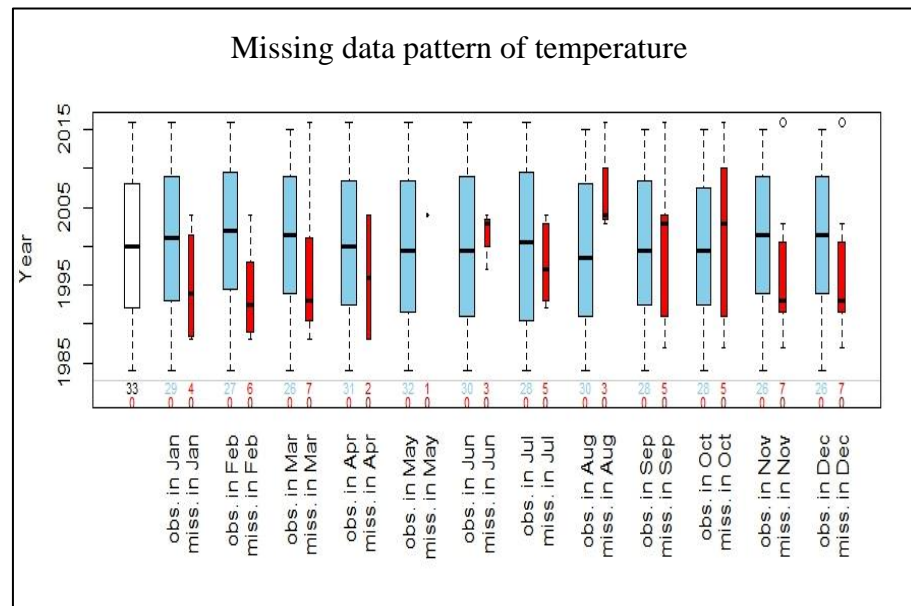 Missing data pattern of temperature
Year
2015
2005
1995
1985
33 29 4 27 6 26 7 31 2 32 1 30 3 28 5 30 3 28 5 28 5 26 7 26 7
0 0 0 0 0 0 0 0 0 0 0 0 0 0 0 0 0 0 0 0 0 0 0 0 0
obs. in Jan
miss. in Jan
obs. in Feb
miss. in Feb
obs. in Mar
miss. in Mar
obs. in Apr
miss. in Apr
obs. in May
miss. in May
obs. in Jun
miss. in Jun
obs. in Jul
miss. in Jul
obs. in Aug
miss. in Aug
obs. in Sep
miss. in Sep
obs. in Oct
miss. in Oct
obs. in Nov
miss. in Nov
obs. in Dec
miss. in Dec